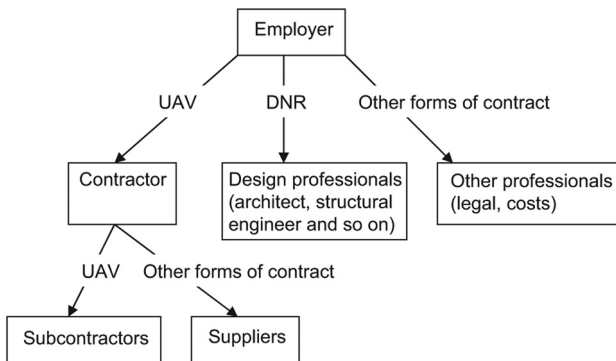 Employer
UAV
DNR
Other forms of contract
Contractor
Design professionals
(architect, structural
engineer and so on)
Other professionals
(legal, costs)
UAV
Other forms of contract
Subcontractors
Suppliers